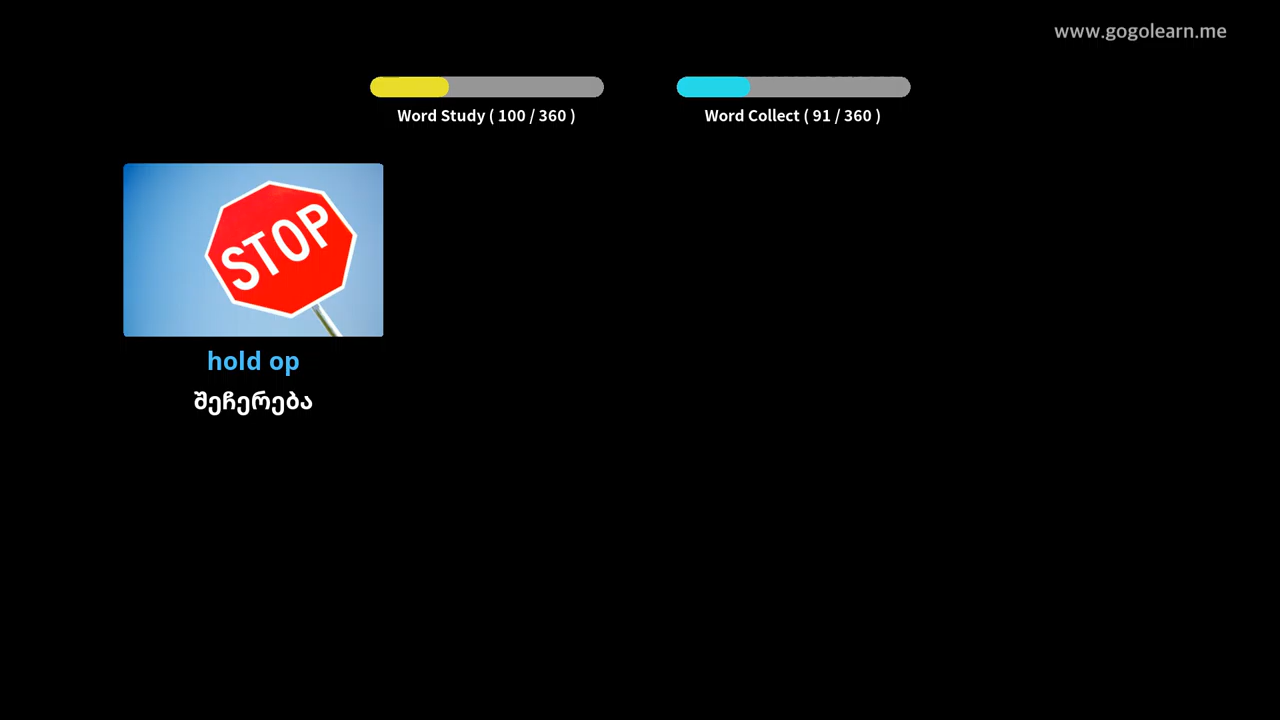 www.gogolearn.me
Word Study ( 100 / 360 )
Word Collect ( 91 / 360 )
STOP
hold op
შეჩერება